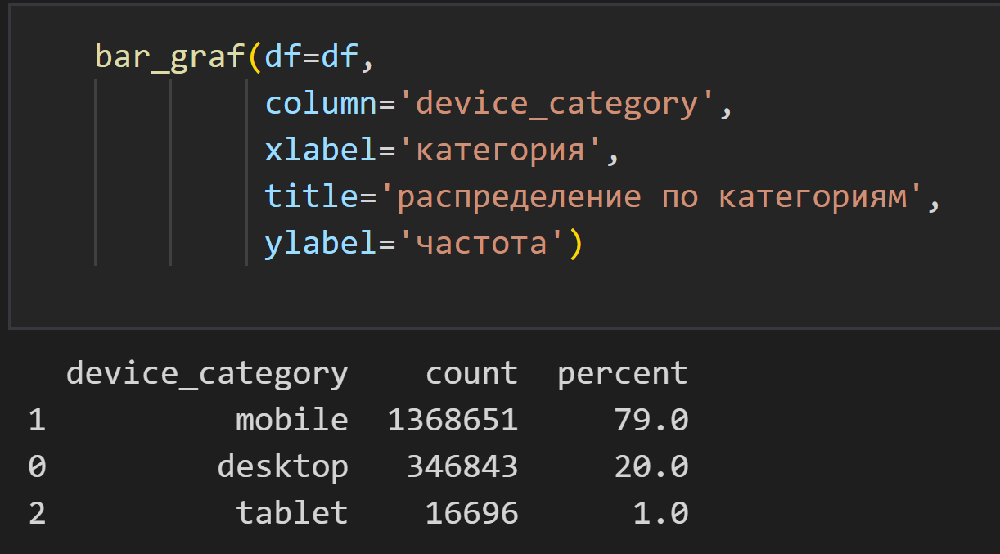 bar_graf(df=df,
column='device_category',
xlabel='категория',
title='распределение по категориям',
ylabel='частота')
device_category count percent
1 mobile 1368651 79.0
0 desktop 346843 20.0
2 tablet 16696 1.0